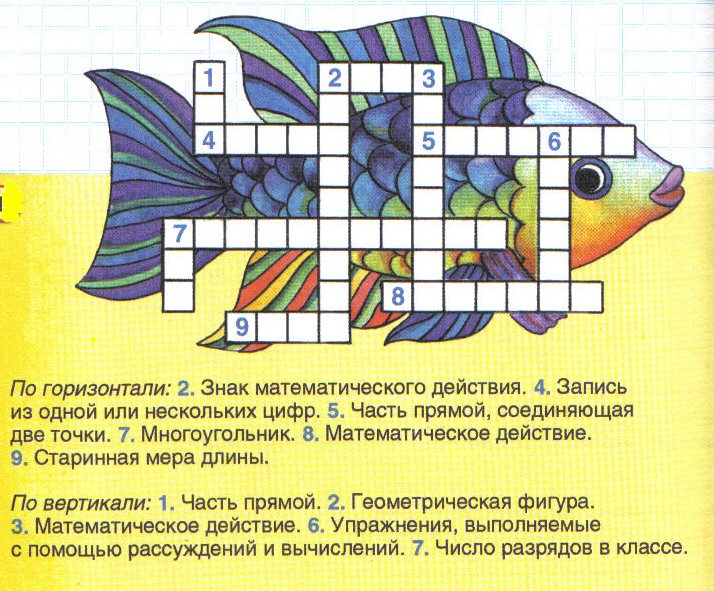 1 2 3
4 5 6
7
8
9
По горизонтали: 2. Знак математического действия. 4. Запись
из одной или нескольких цифр. 5. Часть прямой, соединяющая
две точки. 7. Многоугольник. 8. Математическое действие.
9. Старинная мера длины.
По вертикали: 1. Часть прямой. 2. Геометрическая фигура.
3. Математическое действие. 6. Упражнения, выполняемые
с помощью рассуждений и вычислений. 7. Число разрядов в классе.